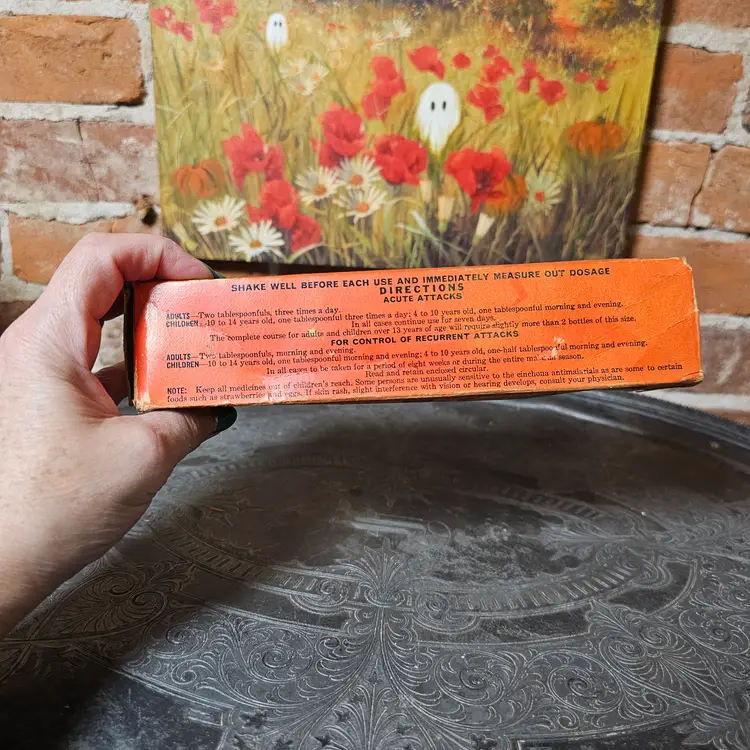 SHAKE WELL BEFORE EACH USE AND IMMEDIATELY MEASURE OUT DOSAGE
DIRECTIONS
ACUTE ATTACKS
ADULTS—Two tablespoonfuls, three times a day.
CHILDREN—10 to 14 years old, one tablespoonful three times a day; 4 to 10 years old, one tablespoonful morning and evening.
In all cases continue use for seven days.
The complete course for adults and children over 13 years of age will require slightly more than 2 bottles of this size.
FOR CONTROL OF RECURRENT ATTACKS
ADULTS—Two tablespoonfuls, morning and evening.
CHILDREN—10 to 14 years old, one tablespoonful morning and evening; 4 to 10 years old, one-half tablespoonful morning and evening.
In all cases to be taken for a period of eight weeks or during the entire season.
Read and retain enclosed circular.
NOTE: Keep all medicines out of children's reach. Some persons are unusually sensitive to the cinchona antimalarials as are some to certain
foods such as strawberries and eggs. If skin rash, slight interference with vision or hearing develops, consult your physician.